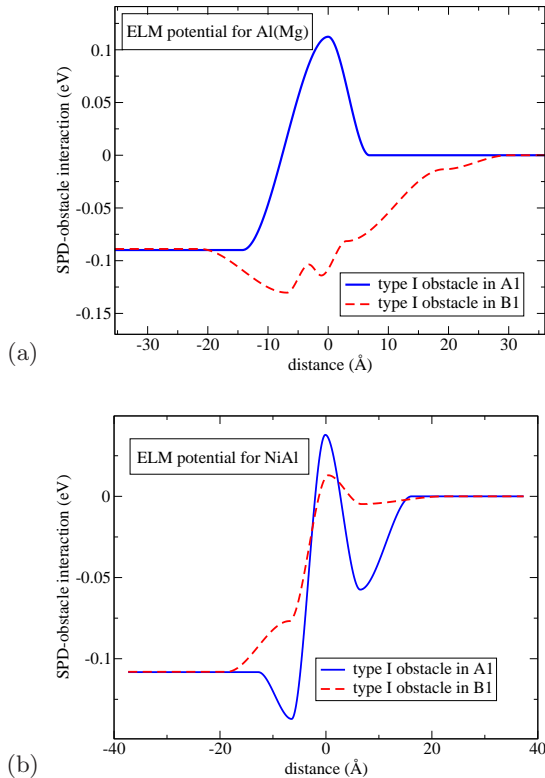 ELM potential for Al(Mg)
0.1
0.05
0
-0.05
-0.1
-0.15
SPD-obstacle interaction (eV)
type I obstacle in A1
type I obstacle in B1
-30 -20 -10 0 10 20 30
distance (Å)
(a)
ELM potential for NiAl
0
-0.05
-0.1
SPD-obstacle interaction (eV)
type I obstacle in A1
type I obstacle in B1
-40 -20 0 20 40
distance (Å)
(b)